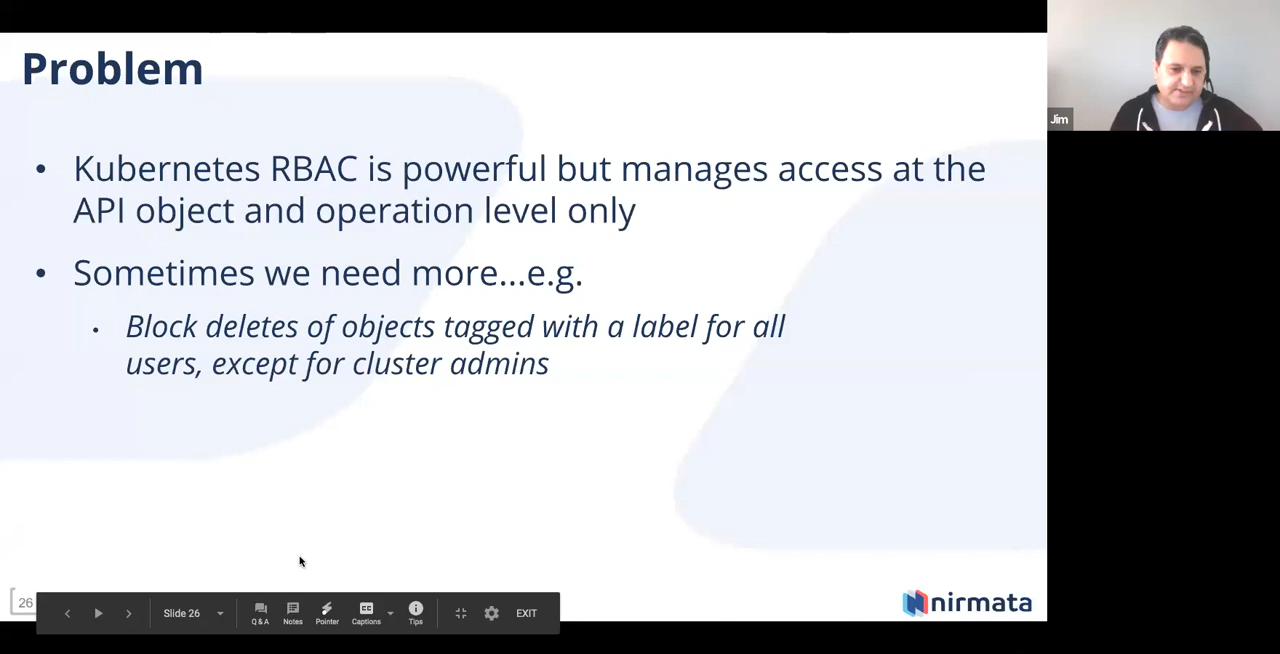 Problem
• Kubernetes RBAC is powerful but manages access at the
API object and operation level only
• Sometimes we need more...e.g.
• Block deletes of objects tagged with a label for all
users, except for cluster admins
Jim
26
Slide 26
Q & A
Notes
Pointer
CC
Captions
Tips
EXIT
nirmata